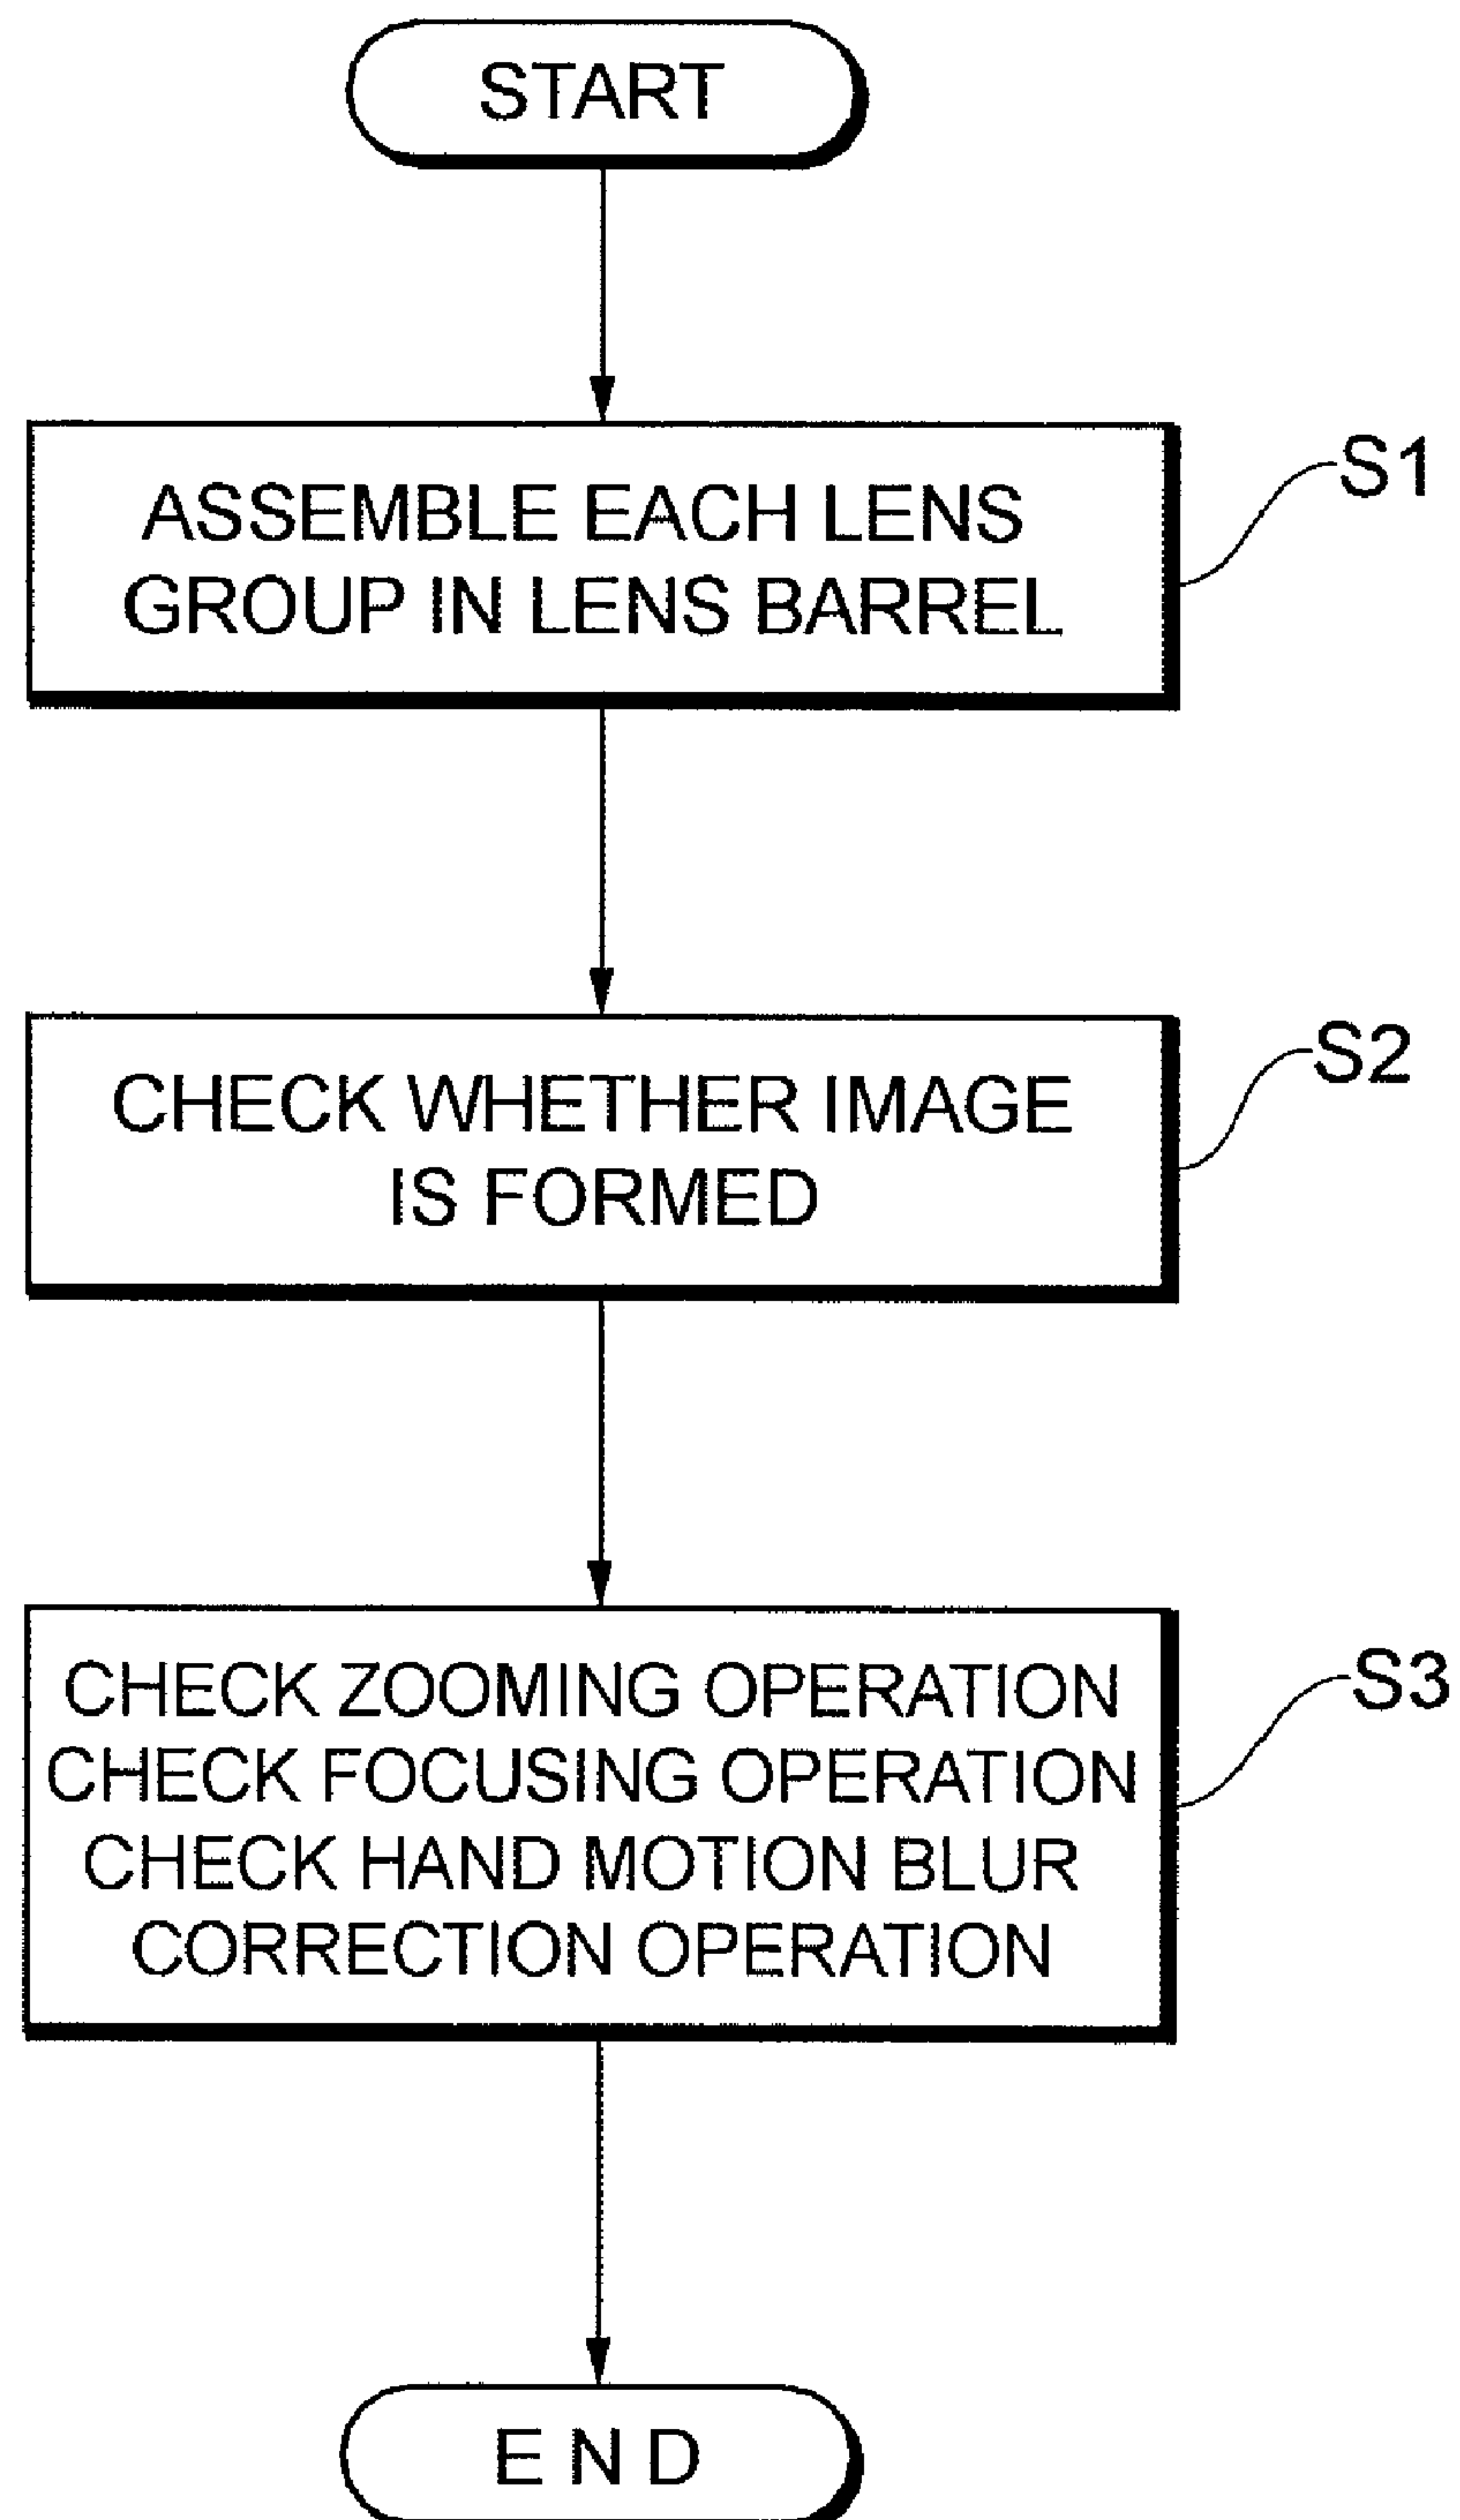 START
ASSEMBLE EACH LENS
GROUP IN LENS BARREL
S1
CHECK WHETHER IMAGE
IS FORMED
S2
CHECK ZOOMING OPERATION
CHECK FOCUSING OPERATION
CHECK HAND MOTION BLUR
CORRECTION OPERATION
S3
END